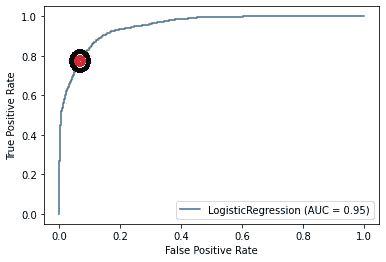 1.0
0.8
0.6
0.4
0.2
0.0
True Positive Rate
LogisticRegression (AUC = 0.95)
0.0 0.2 0.4 0.6 0.8 1.0
False Positive Rate